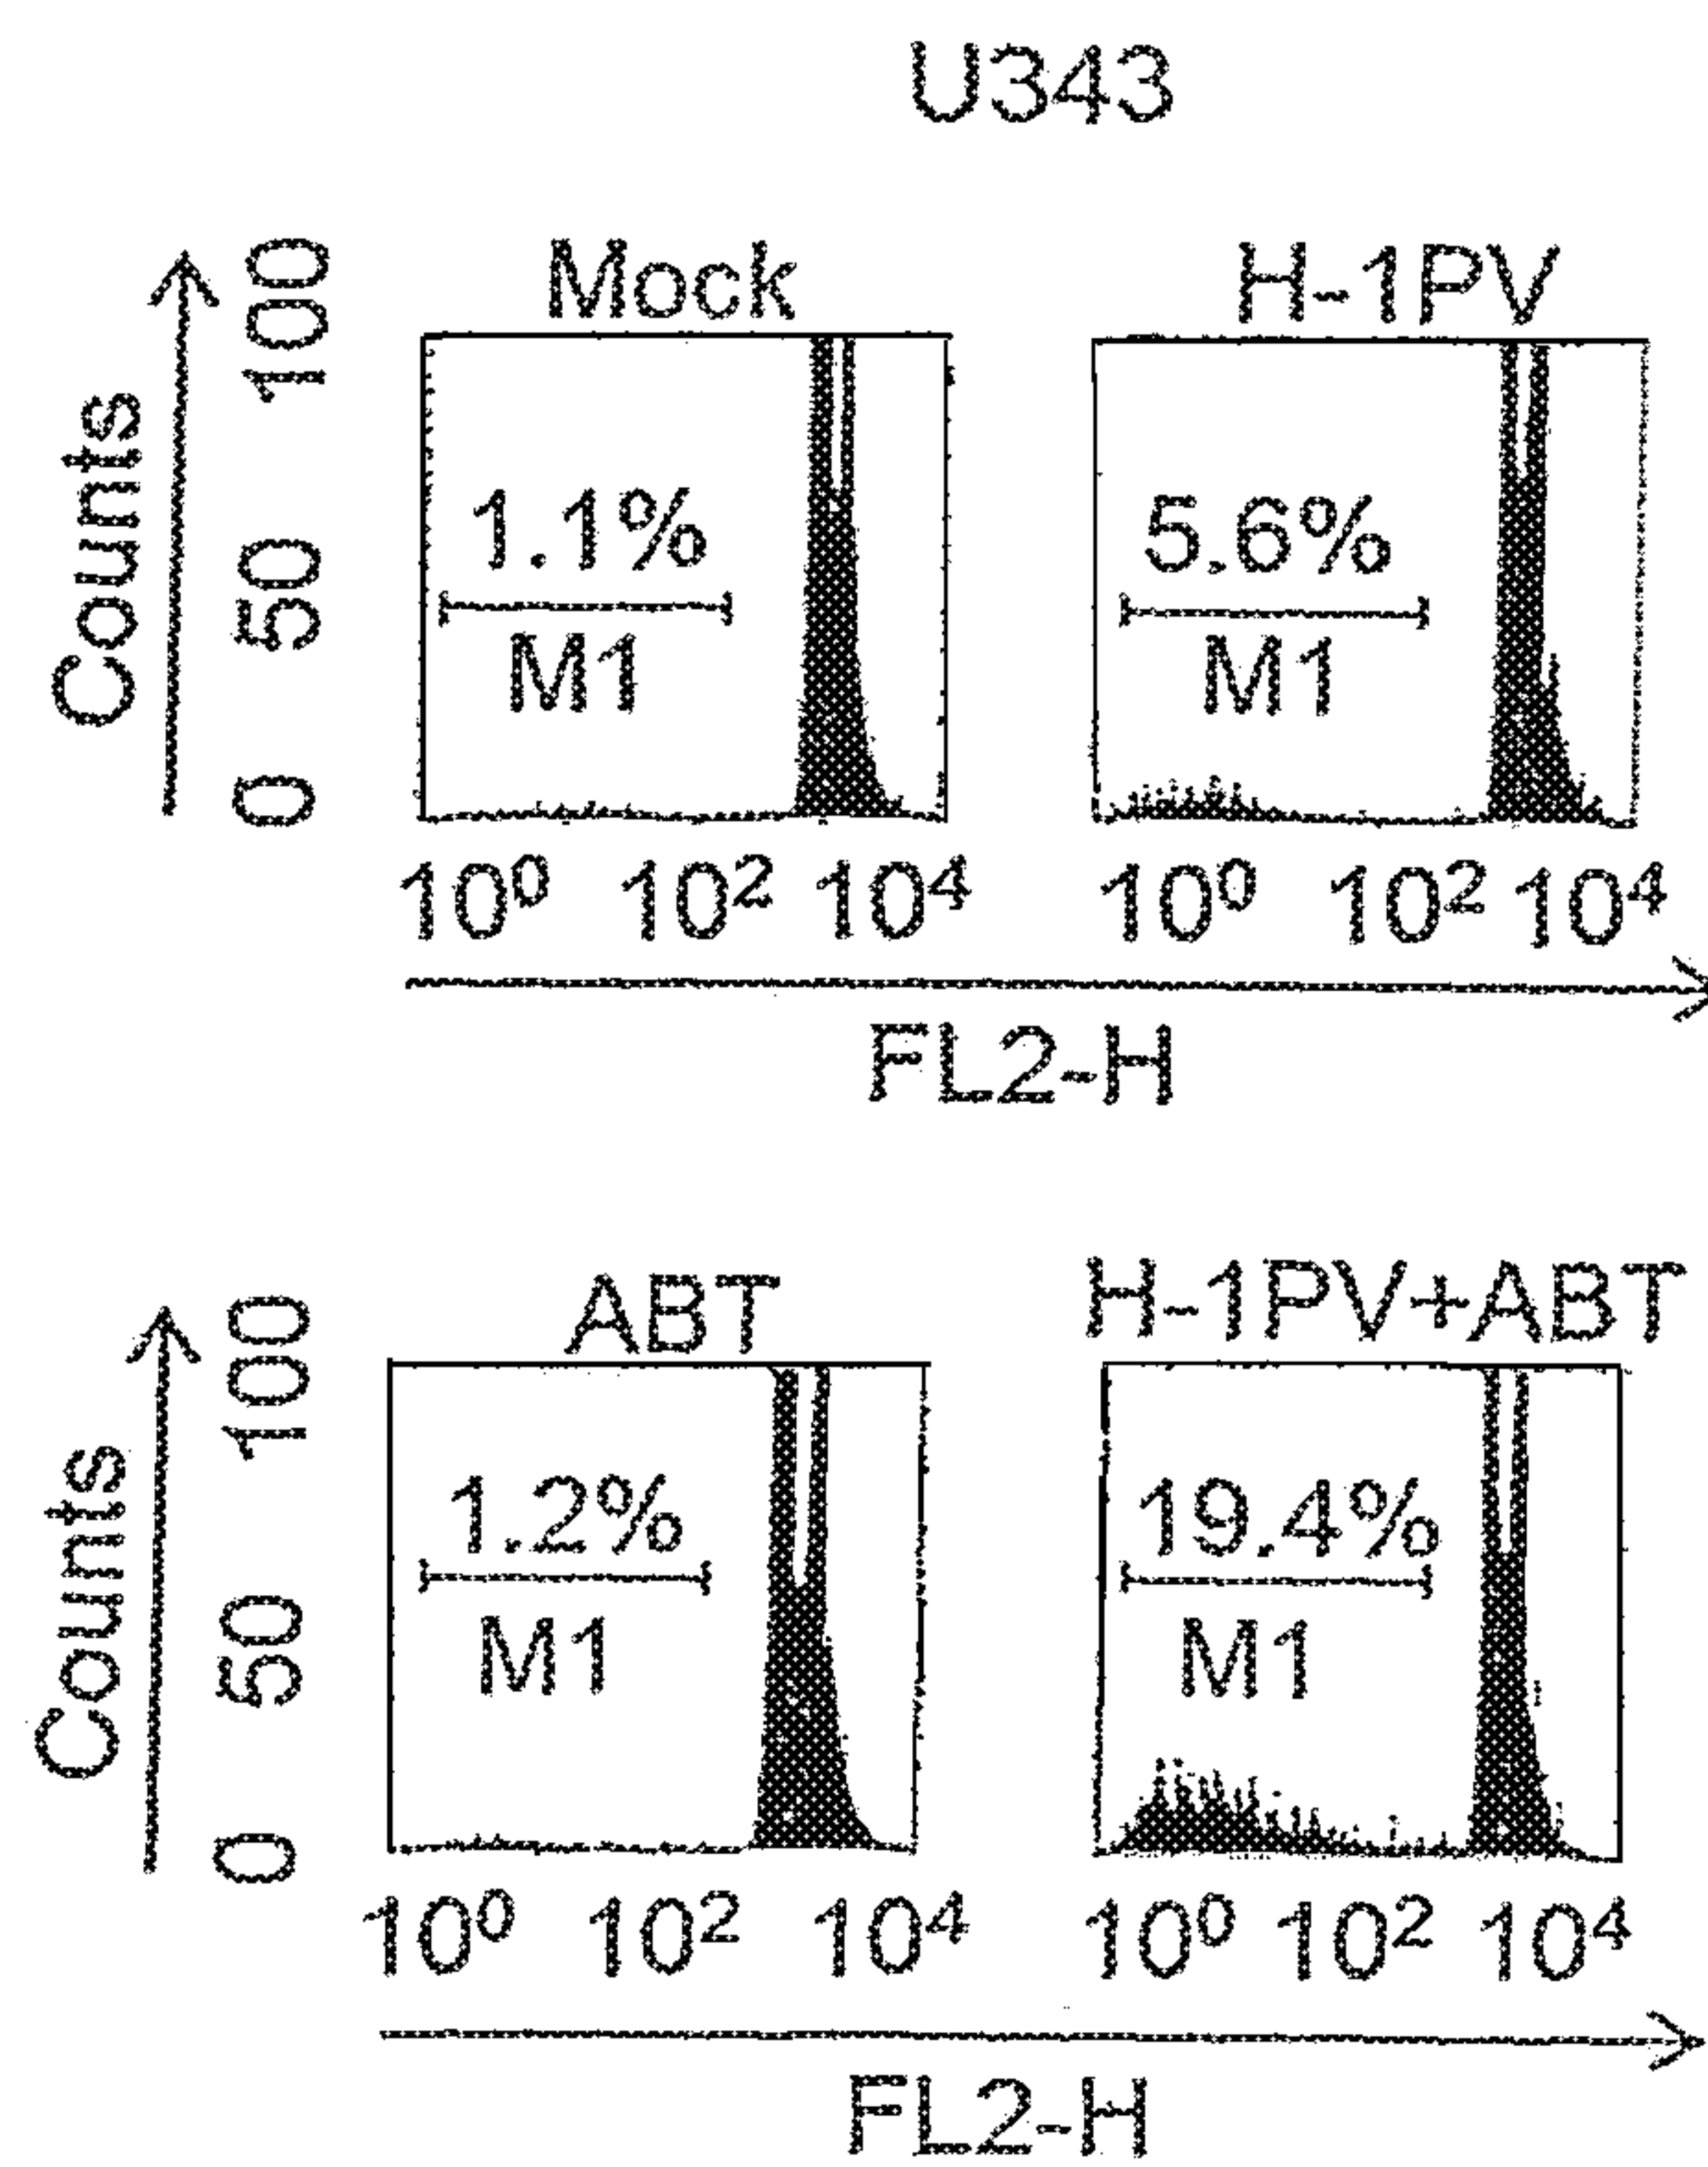 U343
Mock H-1PV
Counts
100
50
0
1.1%
M1
5.6%
M1
10⁰ 10² 10⁴ 10⁰ 10² 10⁴
FL2-H
ABT H-1PV+ABT
Counts
100
50
0
1.2%
M1
19.4%
M1
10⁰ 10² 10⁴ 10⁰ 10² 10⁴
FL2-H